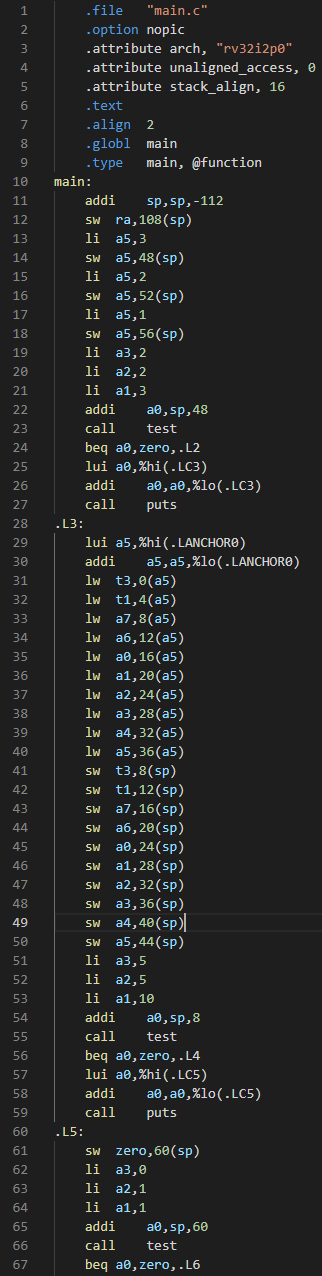 1 .file "main.c"
2 .option nopic
3 .attribute arch, "rv32i2p0"
4 .attribute unaligned_access, 0
5 .attribute stack_align, 16
6 .text
7 .align 2
8 .globl main
9 .type main, @function
10 main:
11 addi sp,sp,-112
12 sw ra,108(sp)
13 li a5,3
14 sw a5,48(sp)
15 li a5,2
16 sw a5,52(sp)
17 li a5,1
18 sw a5,56(sp)
19 li a3,2
20 li a2,2
21 li a1,3
22 addi a0,sp,48
23 call test
24 beq a0,zero,.L2
25 lui a0,%hi(.LC3)
26 addi a0,a0,%lo(.LC3)
27 call puts
28 .L3:
29 lui a5,%hi(.LANCHOR0)
30 addi a5,a5,%lo(.LANCHOR0)
31 lw t3,0(a5)
32 lw t1,4(a5)
33 lw a7,8(a5)
34 lw a6,12(a5)
35 lw a0,16(a5)
36 lw a1,20(a5)
37 lw a2,24(a5)
38 lw a3,28(a5)
39 lw a4,32(a5)
40 lw a5,36(a5)
41 sw t3,8(sp)
42 sw t1,12(sp)
43 sw a7,16(sp)
44 sw a6,20(sp)
45 sw a0,24(sp)
46 sw a1,28(sp)
47 sw a2,32(sp)
48 sw a3,36(sp)
49 sw a4,40(sp)
50 sw a5,44(sp)
51 li a3,5
52 li a2,5
53 li a1,10
54 addi a0,sp,8
55 call test
56 beq a0,zero,.L4
57 lui a0,%hi(.LC5)
58 addi a0,a0,%lo(.LC5)
59 call puts
60 .L5:
61 sw zero,60(sp)
62 li a3,0
63 li a2,1
64 li a1,1
65 addi a0,sp,60
66 call test
67 beq a0,zero,.L6